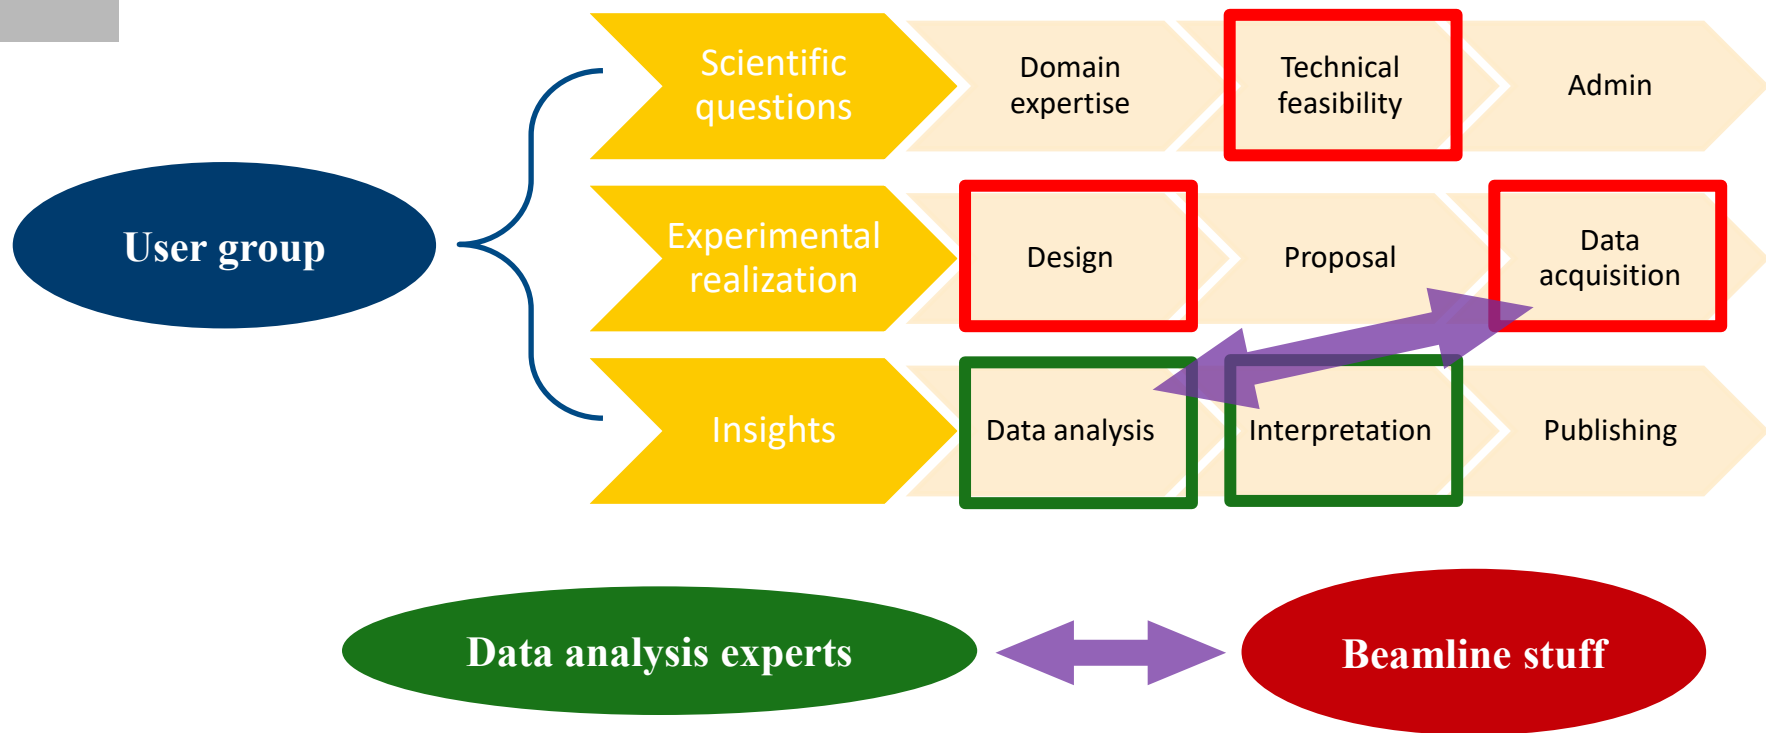 Scientific
questions
Domain
expertise
Technical
feasibility
Admin
User group
Experimental
realization
Design
Proposal
Data
acquisition
Insights
Data analysis
Interpretation
Publishing
Data analysis experts
Beamline stuff